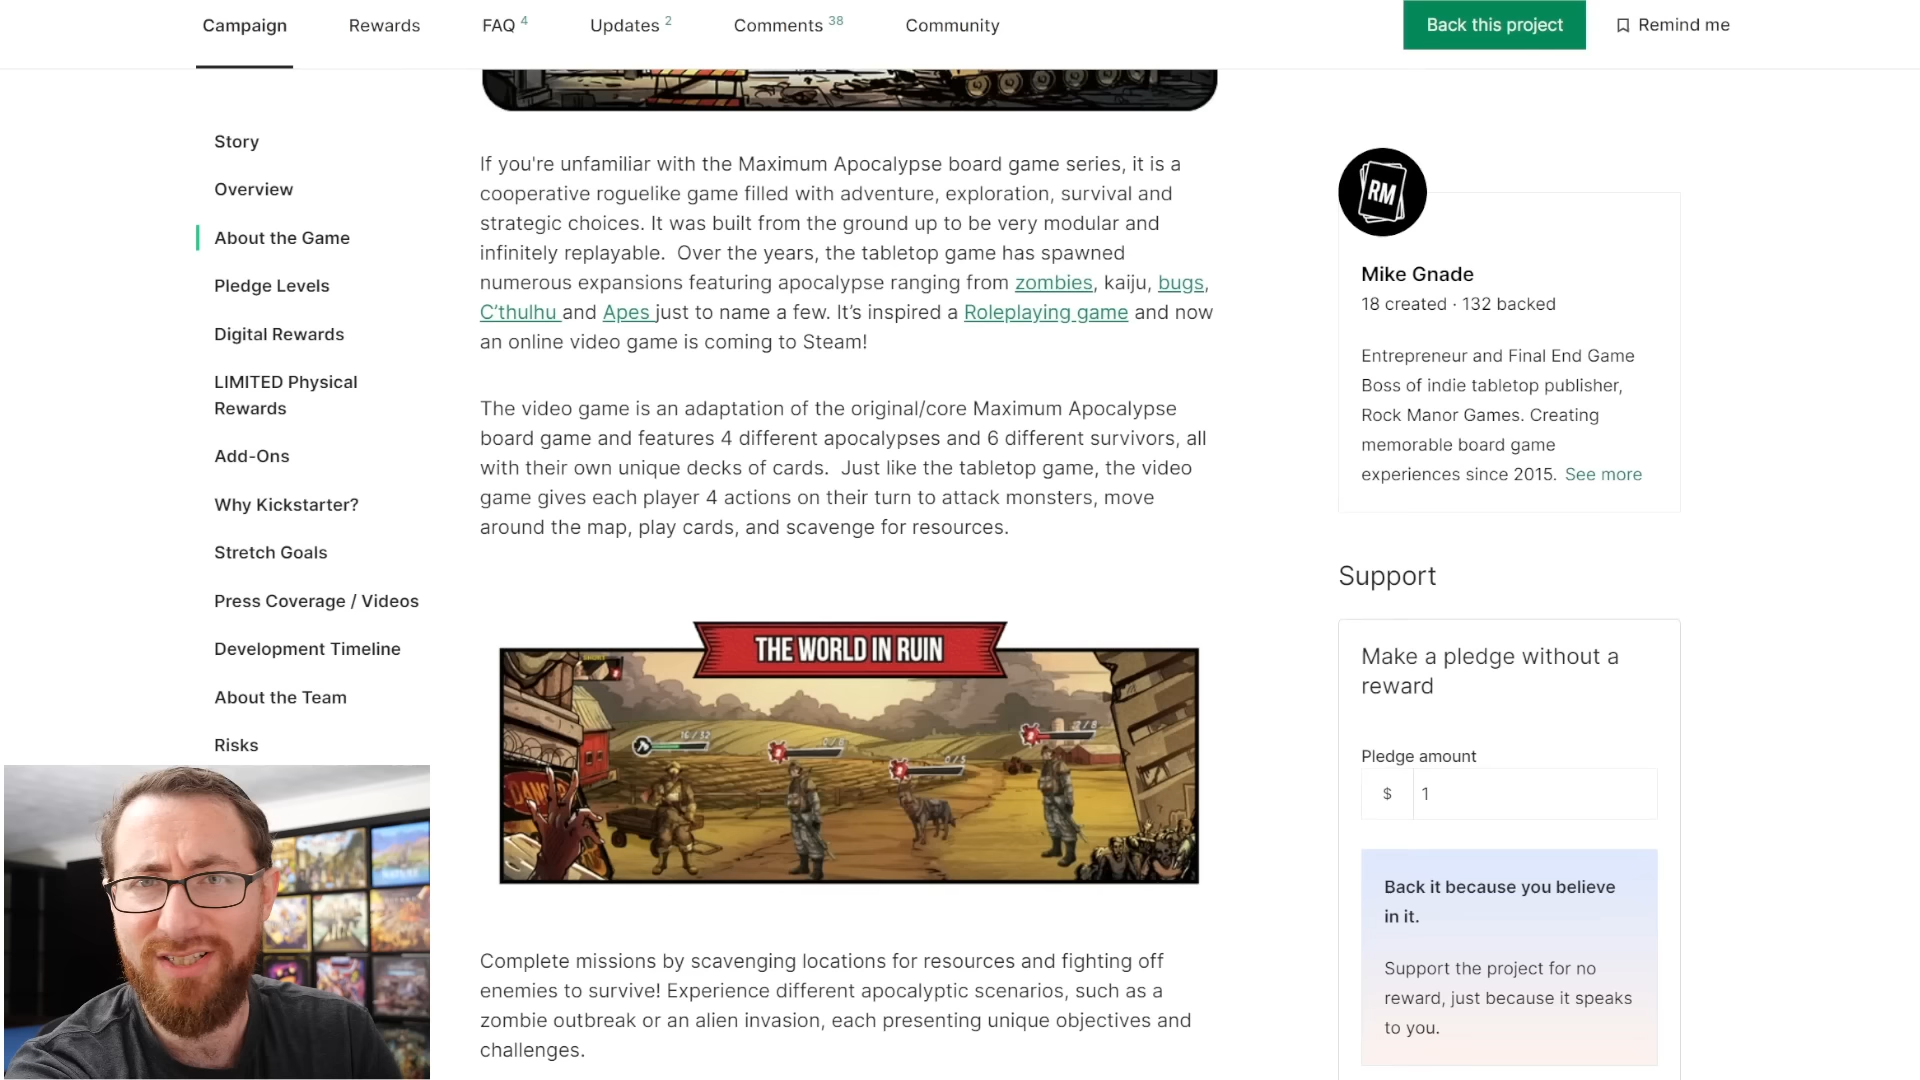 Campaign
Rewards
FAQ 4
Updates 2
Comments 38
Community
Back this project
Remind me
Story
Overview
About the Game
Pledge Levels
Digital Rewards
LIMITED Physical
Rewards
Add-Ons
Why Kickstarter?
Stretch Goals
Press Coverage / Videos
Development Timeline
About the Team
Risks
If you're unfamiliar with the Maximum Apocalypse board game series, it is a
cooperative roguelike game filled with adventure, exploration, survival and
strategic choices. It was built from the ground up to be very modular and
infinitely replayable.  Over the years, the tabletop game has spawned
numerous expansions featuring apocalypse ranging from zombies, kaiju, bugs,
C'thulhu and Apes just to name a few. It's inspired a Roleplaying game and now
an online video game is coming to Steam!
The video game is an adaptation of the original/core Maximum Apocalypse
board game and features 4 different apocalypses and 6 different survivors, all
with their own unique decks of cards.  Just like the tabletop game, the video
game gives each player 4 actions on their turn to attack monsters, move
around the map, play cards, and scavenge for resources.
THE WORLD IN RUIN
Complete missions by scavenging locations for resources and fighting off
enemies to survive! Experience different apocalyptic scenarios, such as a
zombie outbreak or an alien invasion, each presenting unique objectives and
challenges.
RM
Mike Gnade
18 created · 132 backed
Entrepreneur and Final End Game
Boss of indie tabletop publisher,
Rock Manor Games. Creating
memorable board game
experiences since 2015. See more
Support
Make a pledge without a
reward
Pledge amount
$ 1
Back it because you believe
in it.
Support the project for no
reward, just because it speaks
to you.